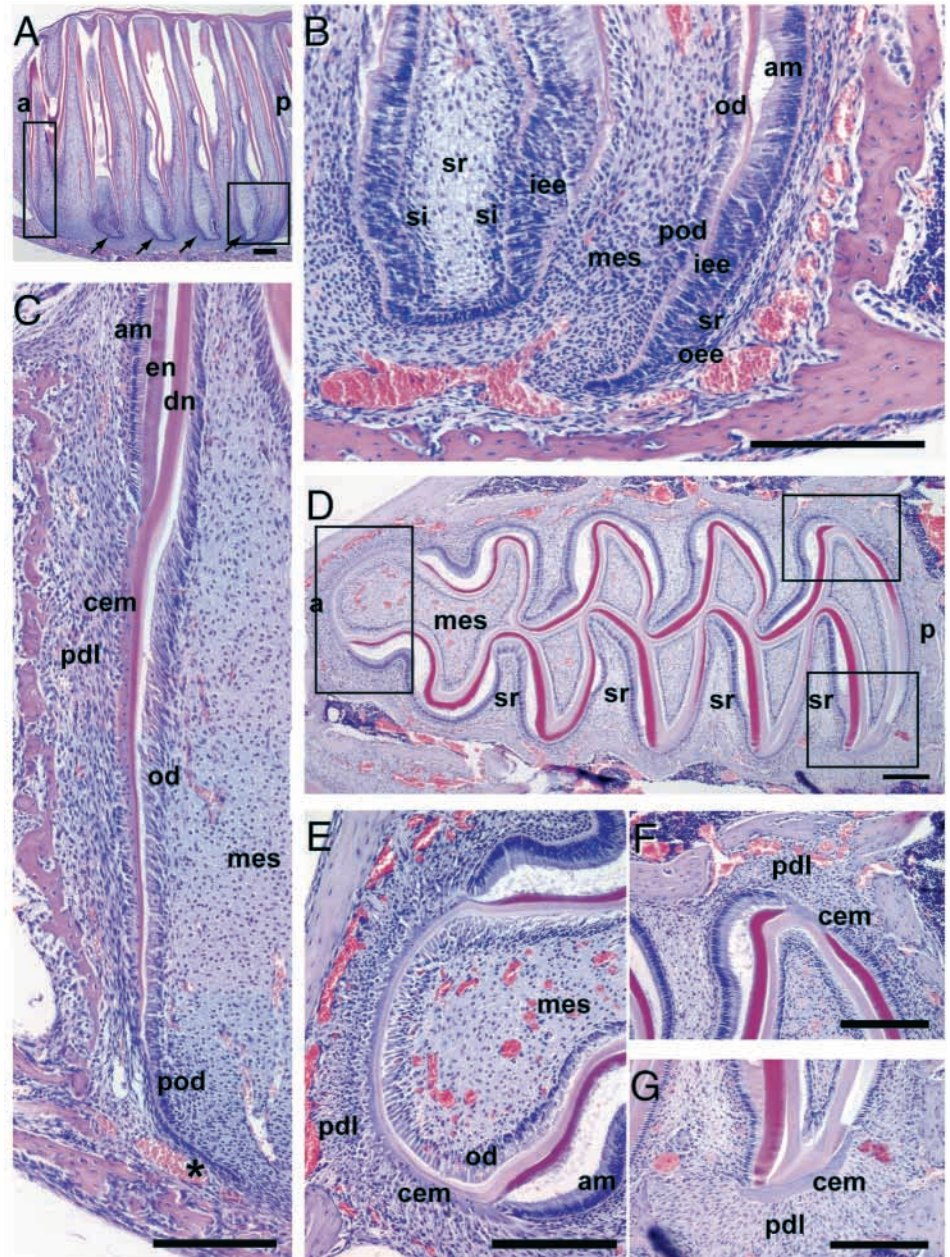 A
a
p
B
am
od
sr
iee
si
si
pod
mes
iee
sr
oee
C
am
en
dn
cem
pdl
od
mes
pod
*
D
a
mes
p
sr
sr
sr
sr
E
mes
pdl
od
cem
am
F
pdl
cem
G
cem
pdl